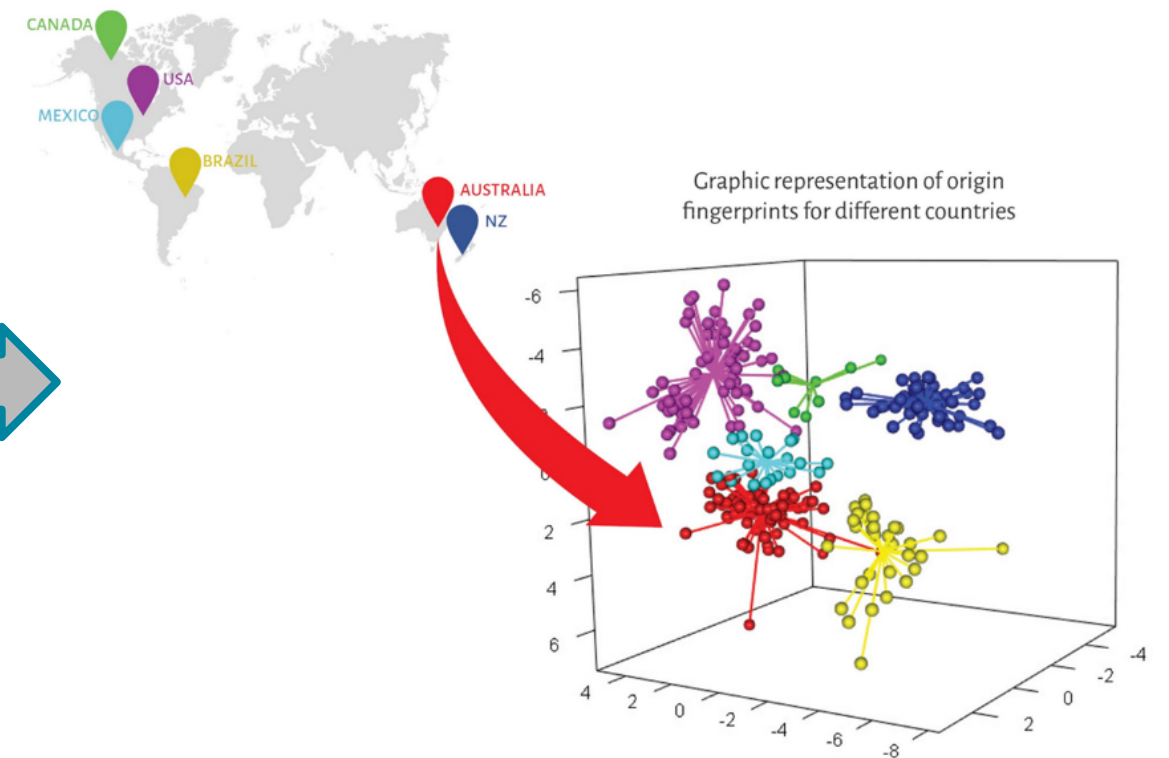 CANADA
USA
MEXICO
BRAZIL
AUSTRALIA
NZ
Graphic representation of origin
fingerprints for different countries
-6
-4
0
2
4
6
4
2
0
-2
-4
-6
-8
2
0
-2
-4